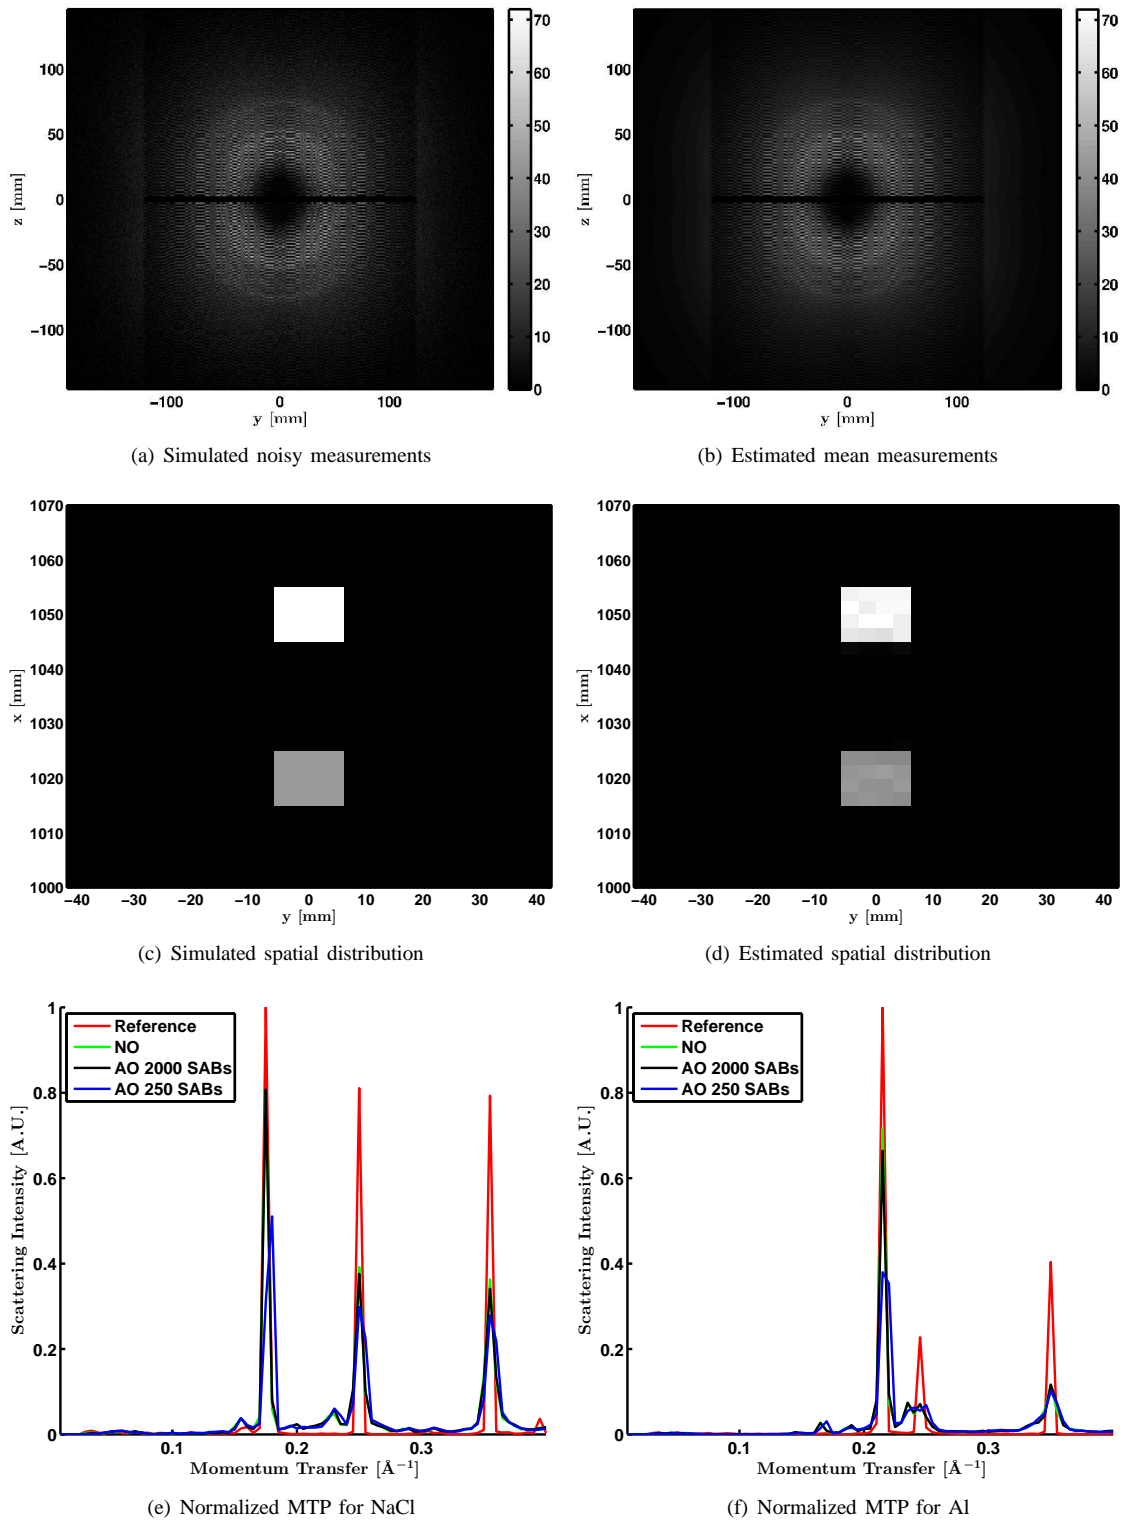 100
50
0
−50
−100
z [mm]
−100 0 100
y [mm]
70
60
50
40
30
20
10
0
(a) Simulated noisy measurements
100
50
0
−50
−100
z [mm]
−100 0 100
y [mm]
70
60
50
40
30
20
10
0
(b) Estimated mean measurements
1070
1060
1050
1040
1030
1020
1010
1000
x [mm]
−40 −30 −20 −10 0 10 20 30 40
y [mm]
(c) Simulated spatial distribution
1070
1060
1050
1040
1030
1020
1010
1000
x [mm]
−40 −30 −20 −10 0 10 20 30 40
y [mm]
(d) Estimated spatial distribution
1
0.8
0.6
0.4
0.2
0
Scattering Intensity [A.U.]
Reference
NO
AO 2000 SABs
AO 250 SABs
0.1 0.2 0.3
Momentum Transfer [Å⁻¹]
(e) Normalized MTP for NaCl
1
0.8
0.6
0.4
0.2
0
Scattering Intensity [A.U.]
Reference
NO
AO 2000 SABs
AO 250 SABs
0.1 0.2 0.3
Momentum Transfer [Å⁻¹]
(f) Normalized MTP for Al